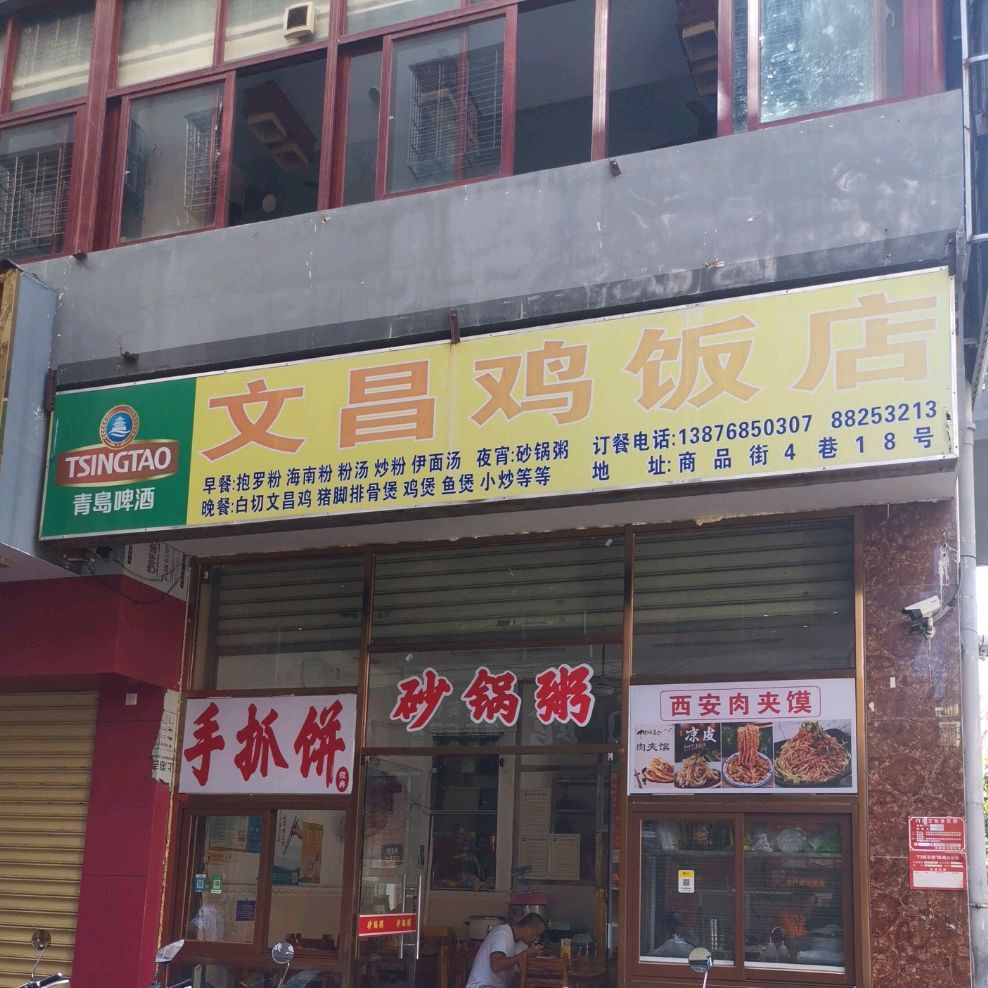 文昌鸡饭店
TSINGTAO
青岛啤酒
早餐:抱罗粉 海南粉 粉汤 炒粉 伊面汤 夜宵:砂锅粥
晚餐:白切文昌鸡 猪脚排骨煲 鸡煲 鱼煲 小炒等等
订餐电话:13876850307 88253213
地 址:商品街4巷18号
手抓饼
经典
砂锅粥
西安肉夹馍
肉夹馍
凉皮